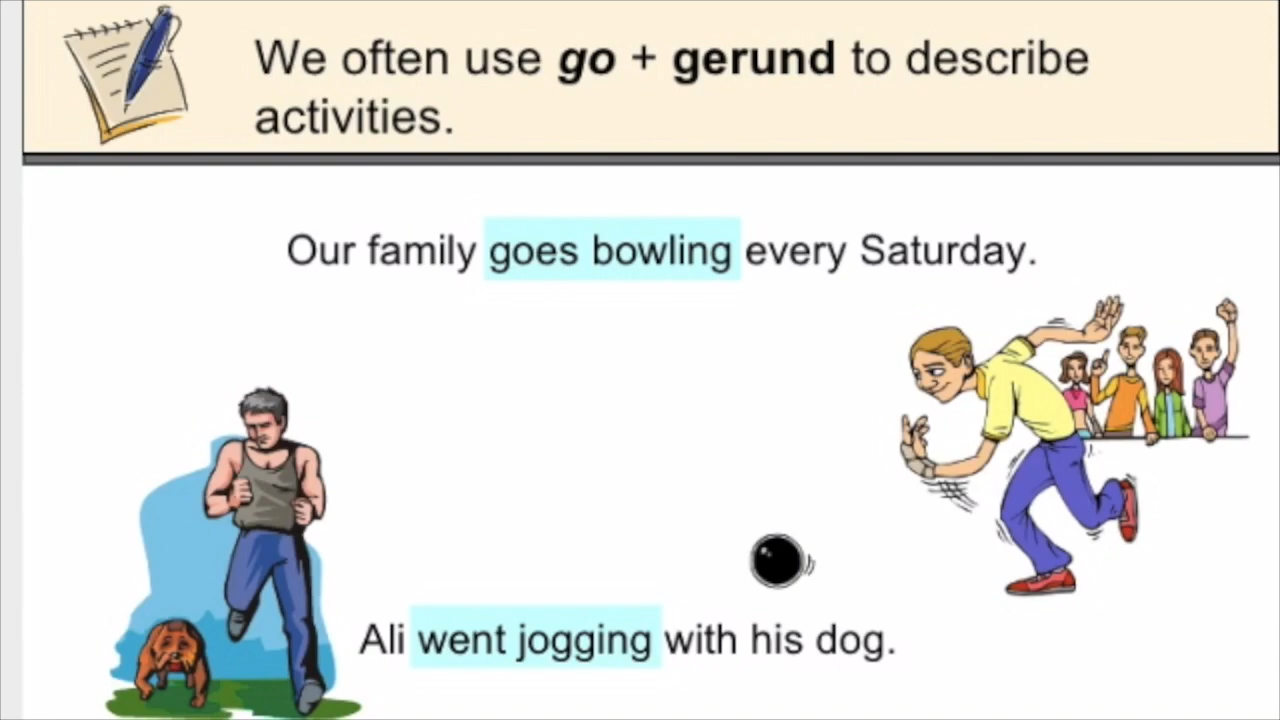 We often use go + gerund to describe
activities.
Our family goes bowling every Saturday.
Ali went jogging with his dog.